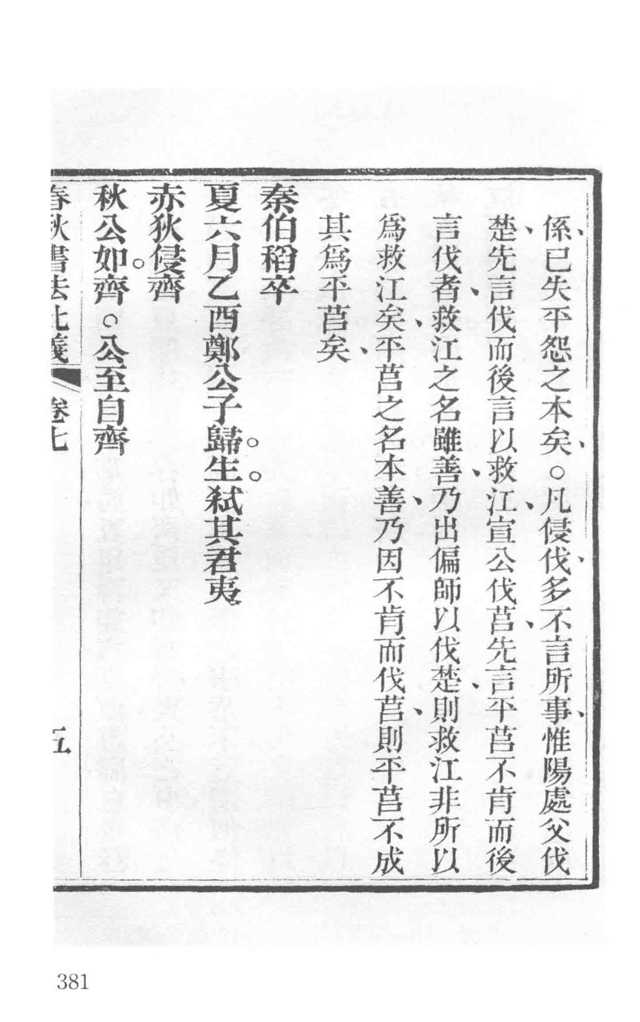 係已失平怨之本矣○凡侵伐多不言所事惟陽處父伐
楚先言伐而後言以救江宣公伐莒先言平莒不肯而後
言伐者救江之名雖善乃出偏師以伐楚則救江非所以
爲救江矣平莒之名本善乃因不肯而伐莒則平莒不成
其爲平莒矣
秦伯稻卒
夏六月乙酉鄭公子歸生弑其君夷
赤狄侵齊
秋公如齊○公至自齊
春秋書法比義 卷七 五
381